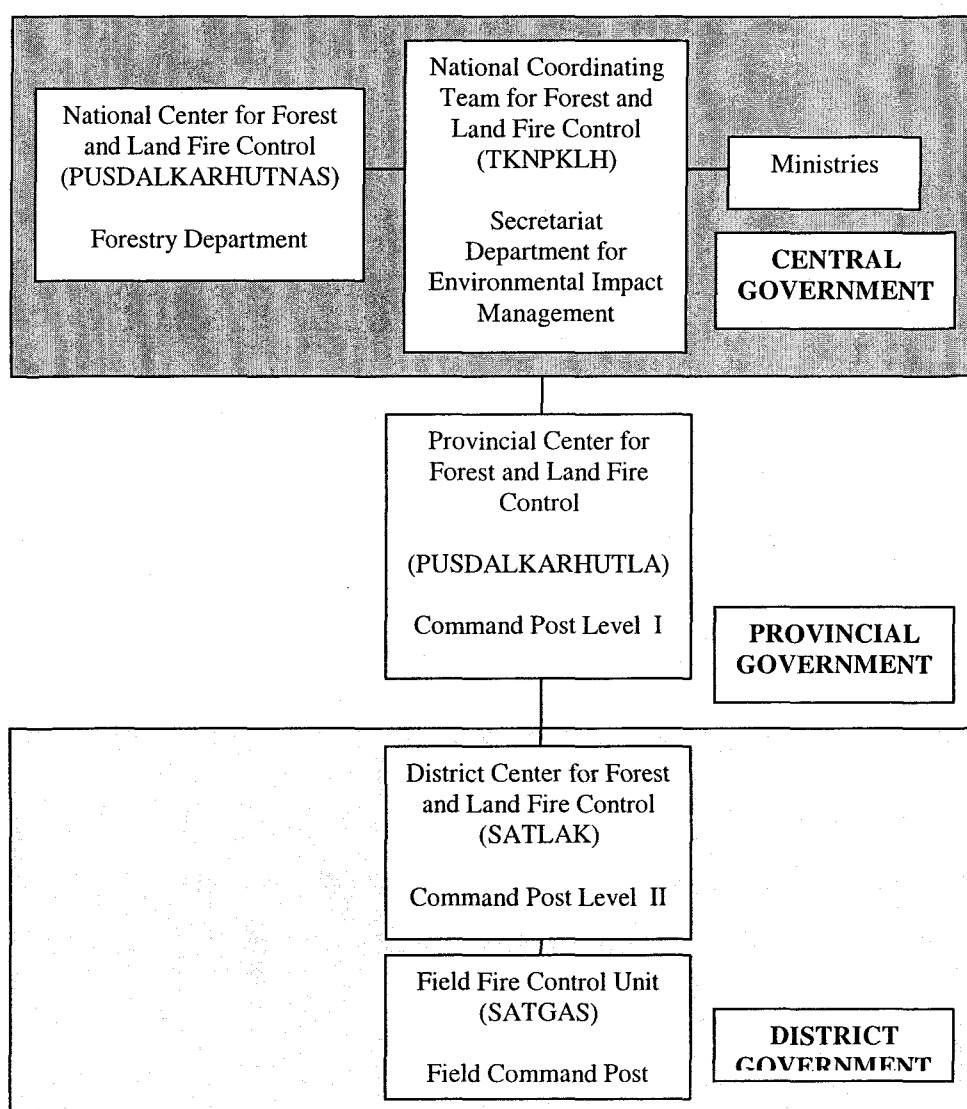 National Center for Forest
and Land Fire Control
(PUSDALKARHUTNAS)
Forestry Department
National Coordinating
Team for Forest and
Land Fire Control
(TKNPKLH)
Secretariat
Department for
Environmental Impact
Management
Ministries
CENTRAL
GOVERNMENT
Provincial Center for
Forest and Land Fire
Control
(PUSDALKARHUTLA)
Command Post Level I
PROVINCIAL
GOVERNMENT
District Center for Forest
and Land Fire Control
(SATLAK)
Command Post Level II
Field Fire Control Unit
(SATGAS)
Field Command Post
DISTRICT
GOVERNMENT